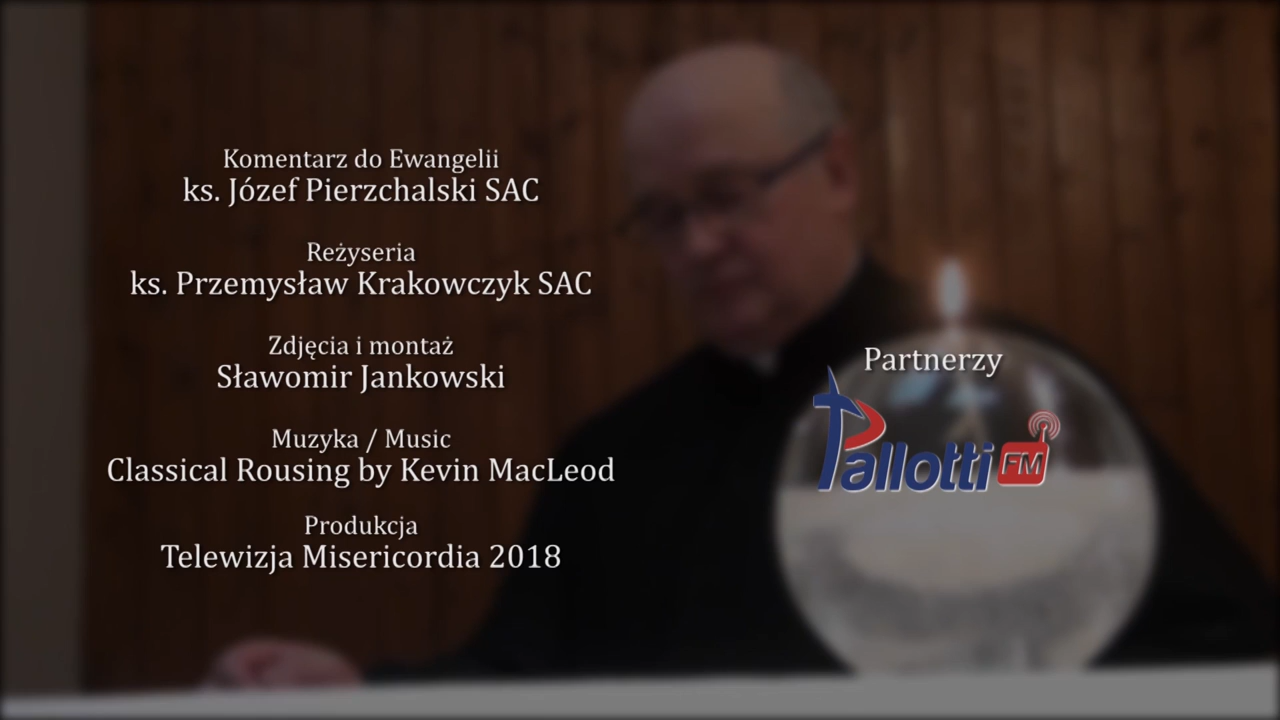 Komentarz do Ewangelii
ks. Józef Pierzchalski SAC
Reżyseria
ks. Przemysław Krakowczyk SAC
Zdjęcia i montaż
Sławomir Jankowski
Muzyka / Music
Classical Rousing by Kevin MacLeod
Produkcja
Telewizja Misericordia 2018
Partnerzy
Pallotti FM